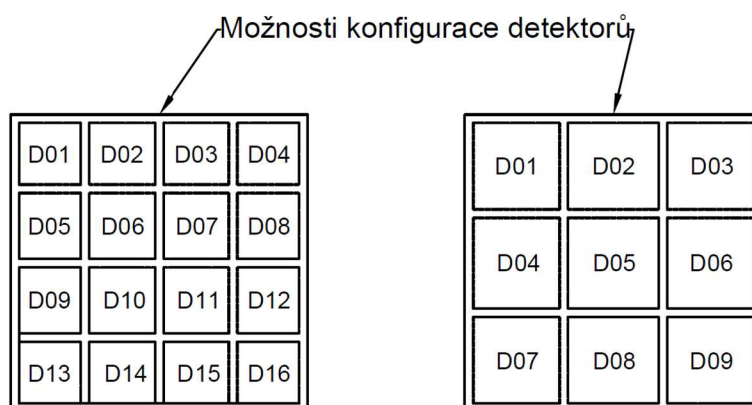 Možnosti konfigurace detektorů
D01 D02 D03 D04
D05 D06 D07 D08
D09 D10 D11 D12
D13 D14 D15 D16
D01 D02 D03
D04 D05 D06
D07 D08 D09